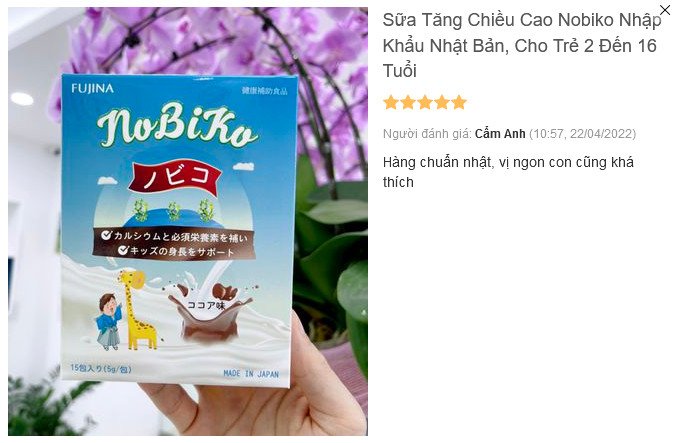 FUJINA
健康補助食品
NoBiKo
ノビコ
カルシウムと必須栄養素を補い
キッズの身長をサポート
ココア味
15包入り(5g/包)
MADE IN JAPAN
Sữa Tăng Chiều Cao Nobiko Nhập
Khẩu Nhật Bản, Cho Trẻ 2 Đến 16
Tuổi
Người đánh giá: Cẩm Anh (10:57, 22/04/2022)
Hàng chuẩn nhật, vị ngon con cũng khá
thích